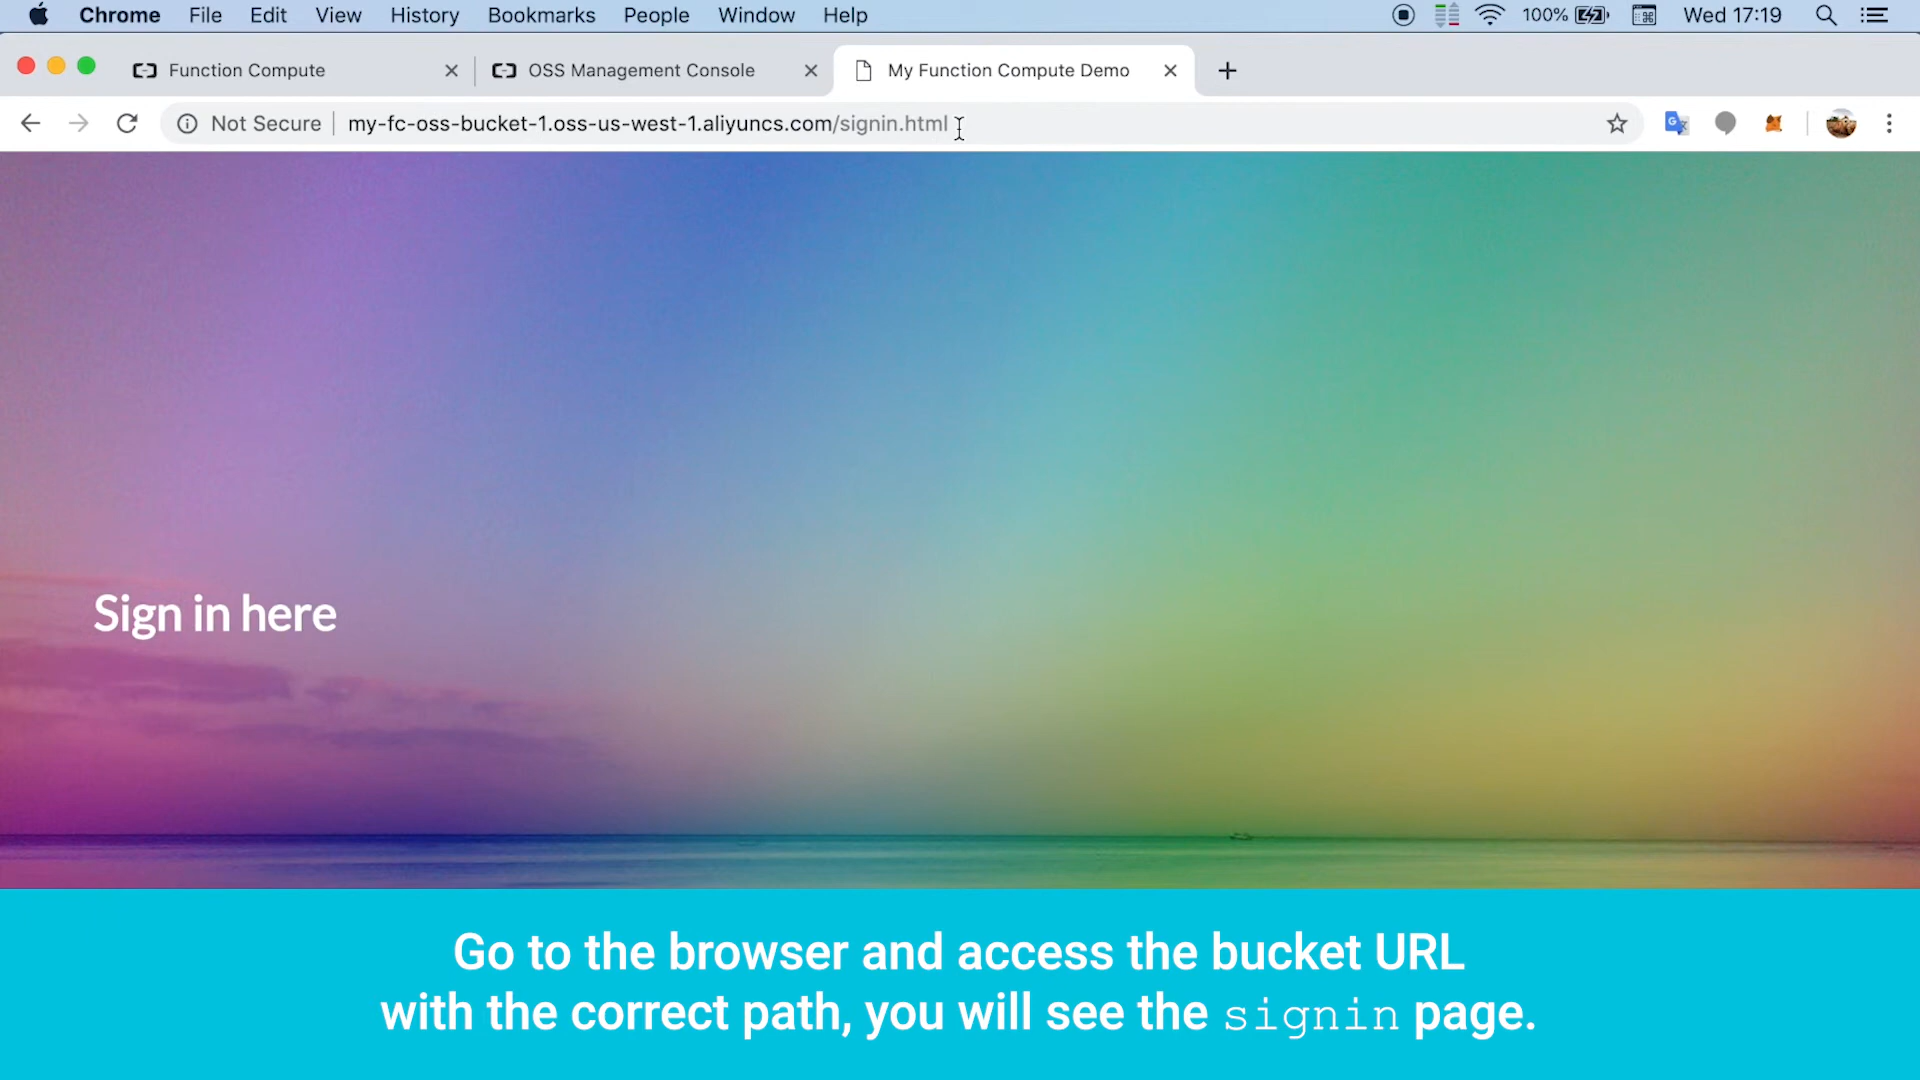 Chrome File Edit View History Bookmarks People Window Help 100% Wed 17:19
Function Compute OSS Management Console My Function Compute Demo
Not Secure my-fc-oss-bucket-1.oss-us-west-1.aliyuncs.com/signin.html
Sign in here
Go to the browser and access the bucket URL
with the correct path, you will see the signin page.